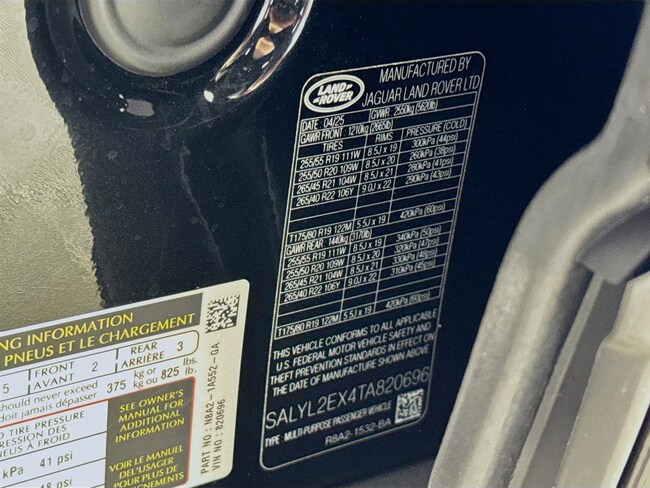 LAND-
ROVER
MANUFACTURED BY
JAGUAR LAND ROVER LTD
DATE 04/25 GVWR 2550kg (5620lb)
GAWR FRONT 1210kg (2665lb)
TIRES RIMS PRESSURE (COLD)
255/55 R19 111W 8.5J x 19 300kPa (44psi)
255/50 R20 109W 8.5J x 20 260kPa (38psi)
265/45 R21 104W 8.5J x 21 280kPa (41psi)
265/40 R22 106Y 9.0J x 22 290kPa (43psi)
T175/80 R19 122M 5.5J x 19 420kPa (60psi)
GAWR REAR 1440kg (3170lb)
255/55 R19 111W 8.5J x 19 340kPa (50psi)
255/50 R20 109W 8.5J x 20 320kPa (47psi)
265/45 R21 104W 8.5J x 21 330kPa (48psi)
265/40 R22 106Y 9.0J x 22 310kPa (45psi)
T175/80 R19 122M 5.5J x 19 420kPa (60psi)
THIS VEHICLE CONFORMS TO ALL APPLICABLE
U.S. FEDERAL MOTOR VEHICLE SAFETY AND
THEFT PREVENTION STANDARDS IN EFFECT ON
THE DATE OF MANUFACTURE SHOWN ABOVE.
SALYL2EX4TA820696
TYPE: MULTI-PURPOSE PASSENGER VEHICLE
R8A2-1532-BA
NG INFORMATION
PNEUS ET LE CHARGEMENT
5 FRONT 2 REAR 3
AVANT ARRIÈRE
should never exceed 375 kg or 825 lbs.
doit jamais dépasser kg ou lb.
TIRE PRESSURE
PRESSION DES
PNEUS À FROID
kPa 41 psi
48 psi
SEE OWNER'S
MANUAL FOR
ADDITIONAL
INFORMATION
VOIR LE MANUEL
DE L'USAGER
POUR PLUS DE
PART NO : N8A2- 1A552 -GA
VIN : 820696